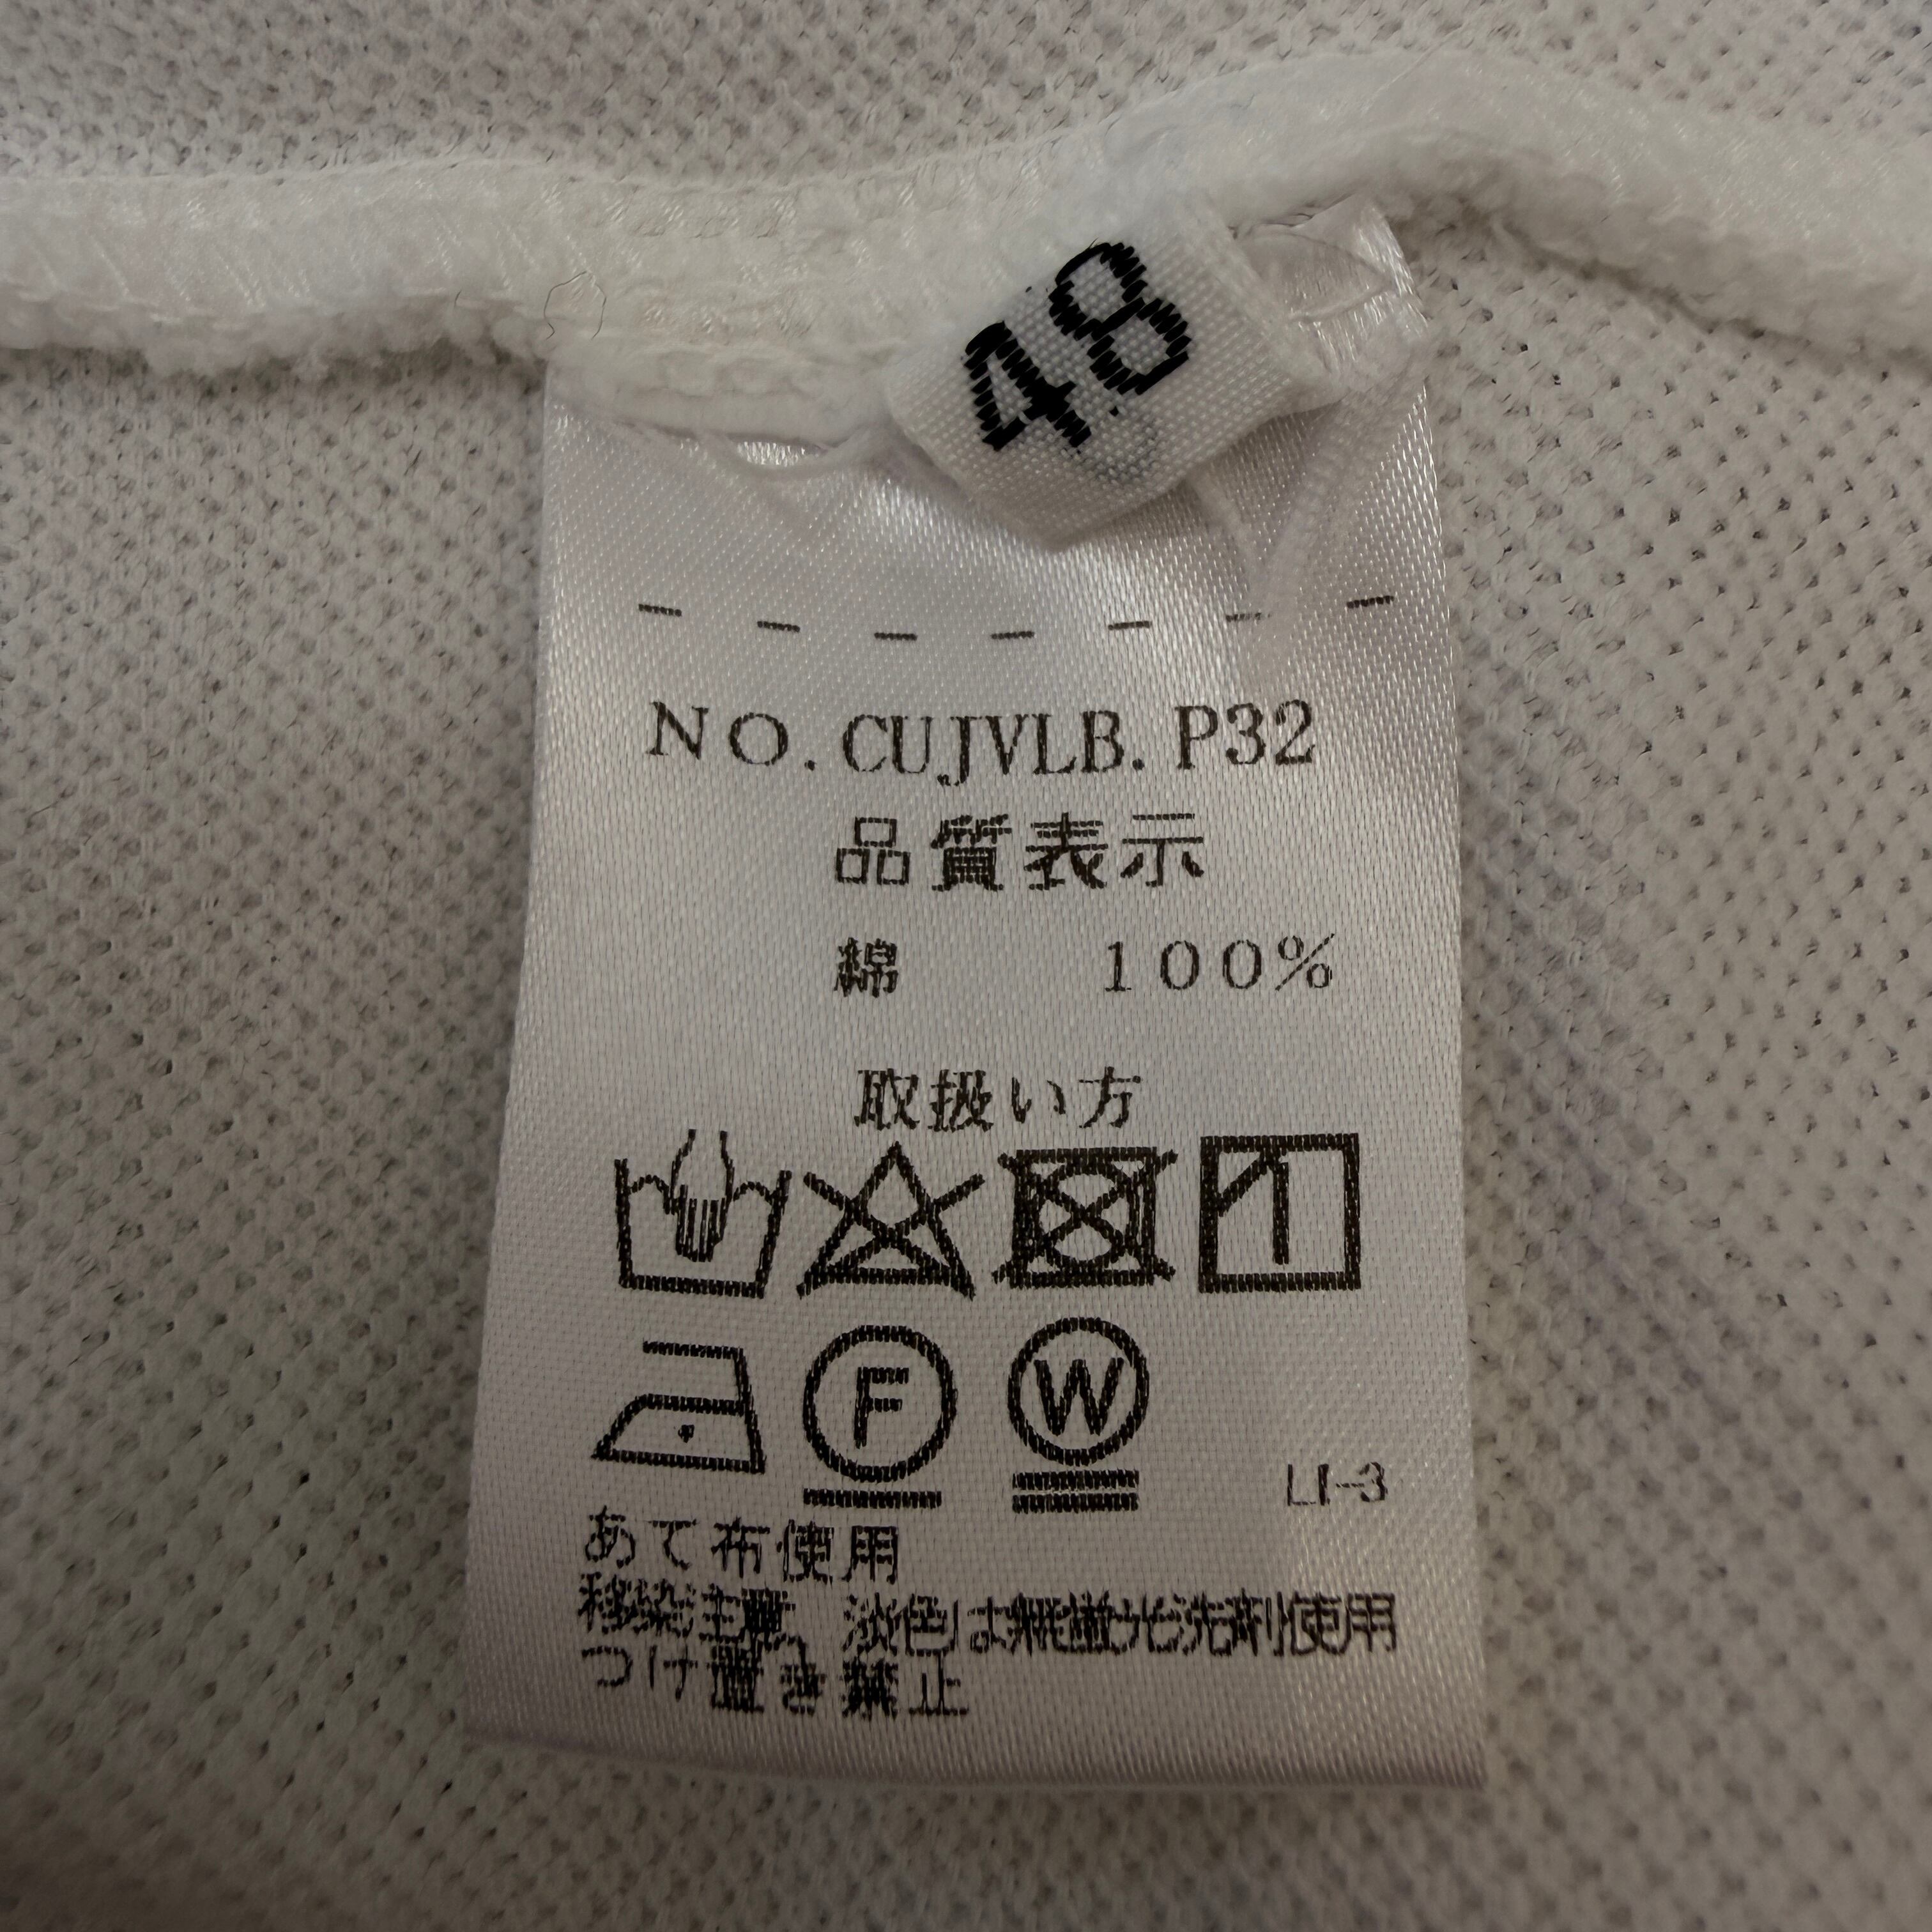 48
NO.CUJVLB.P32
品質表示
綿 100%
取扱い方
F W
LI-3
あて布使用
移染注意、淡色は無蛍光洗剤使用
つけ置き禁止